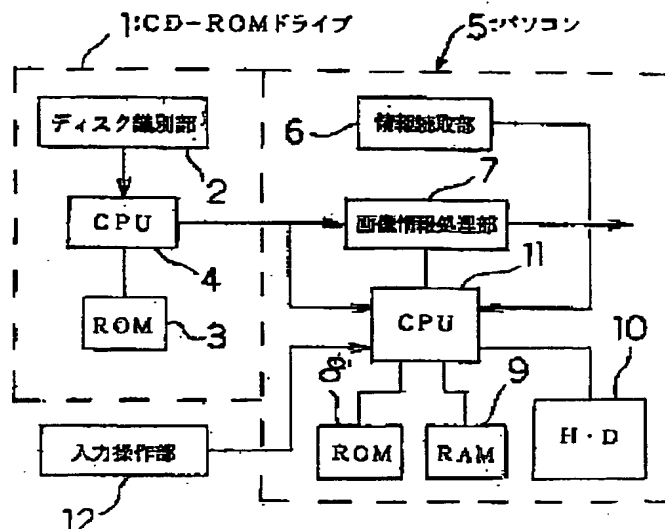 1:CD-ROMドライブ
5:パソコン
ディスク識別部
2
情報読取部
6
7
CPU
4
画像情報処理部
11
ROM
3
CPU
10
8
9
ROM
RAM
H・D
入力操作部
12